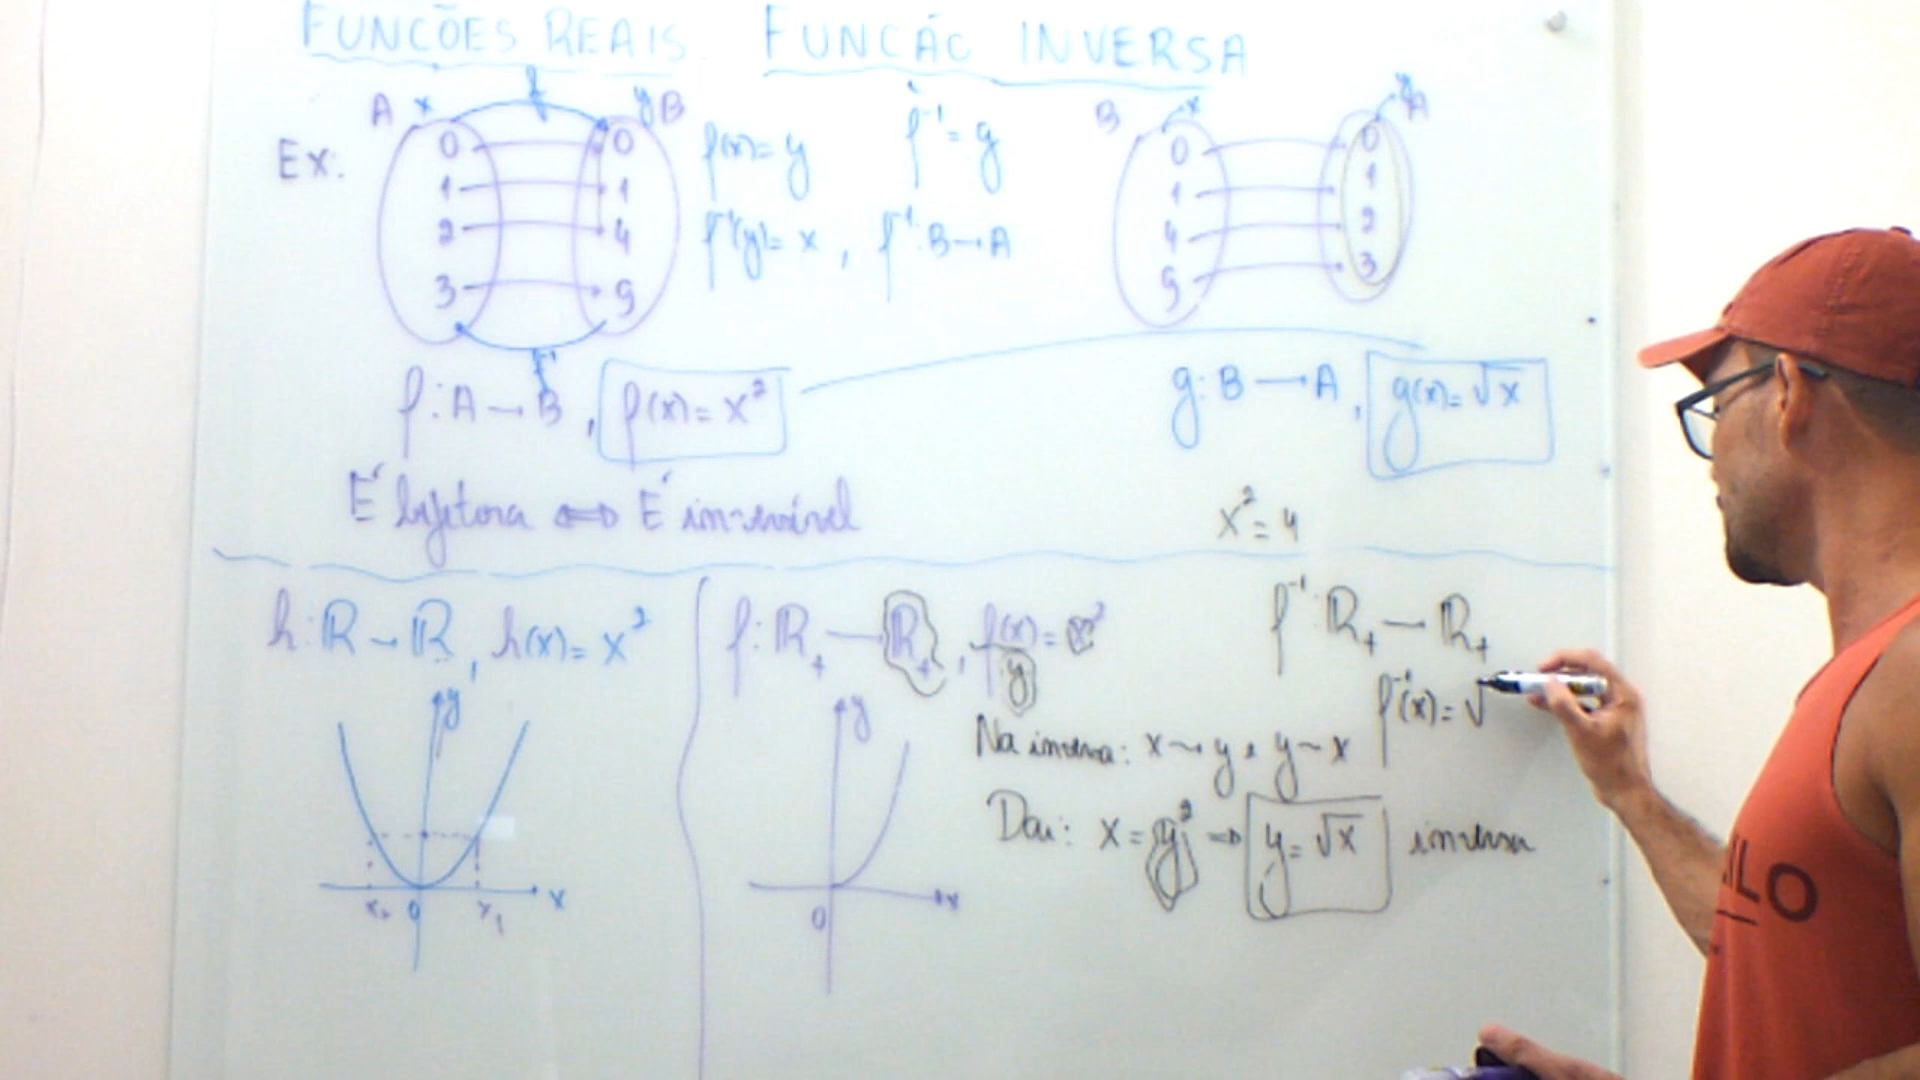 FUNÇÕES REAIS FUNÇÃO INVERSA
A x f y B
B x y A
Ex:
0 0
1 1
2 4
3 9
f⁻¹
f(x)= y f⁻¹= g
f⁻¹(y)= x , f⁻¹: B→A
0 0
1 1
4 2
9 3
f: A → B , f(x)= x²
g: B → A , g(x)= √x
É bijetora ⇔ É inversível
x² = 4
h: R → R , h(x)= x²
f: R₊ → R₊ , f(x) = x²
y
f⁻¹: R₊ → R₊
f⁻¹(x)= √
y
x₂ 0 x₁ x
y
0 x
Na inversa: x → y e y → x
Daí: x = y² ⇒ y = √x inversa
LO